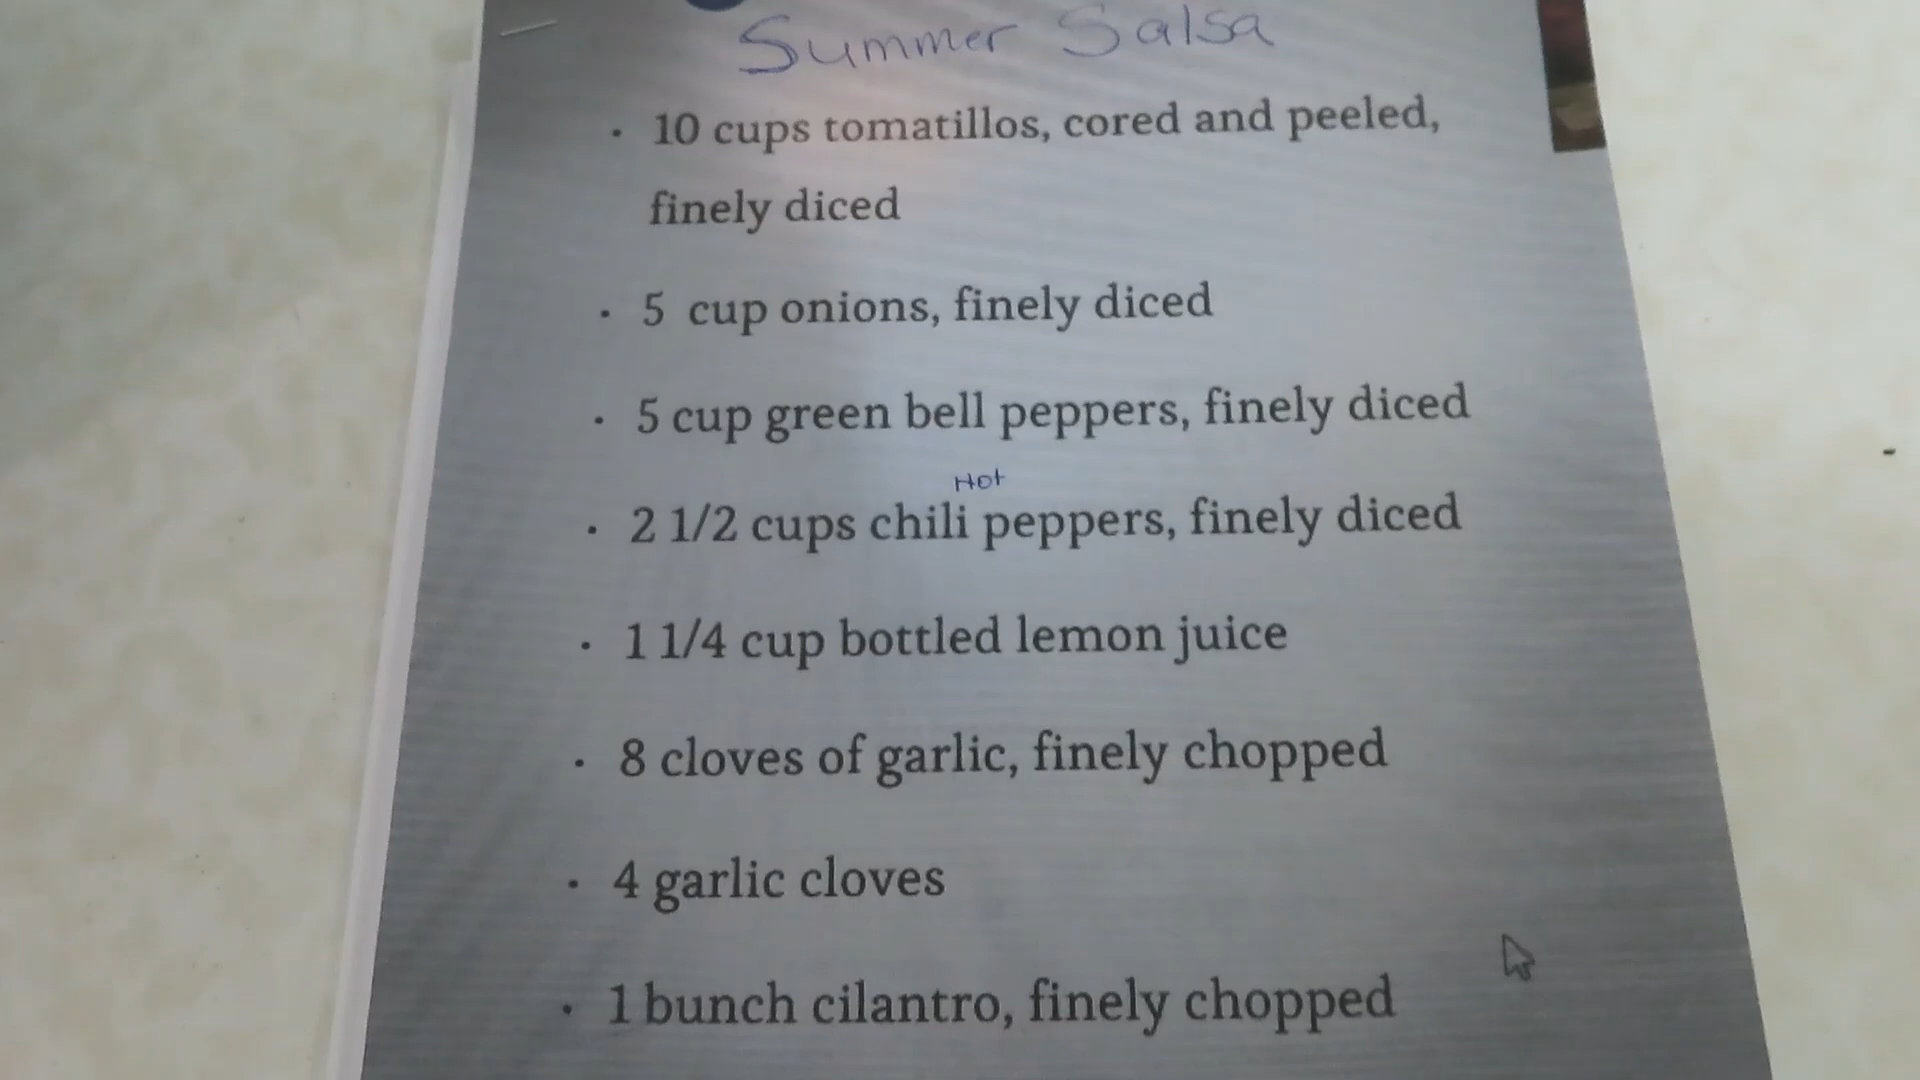 Summer Salsa
· 10 cups tomatillos, cored and peeled,
finely diced
· 5 cup onions, finely diced
· 5 cup green bell peppers, finely diced
Hot
· 2 1/2 cups chili peppers, finely diced
· 1 1/4 cup bottled lemon juice
· 8 cloves of garlic, finely chopped
· 4 garlic cloves
· 1 bunch cilantro, finely chopped